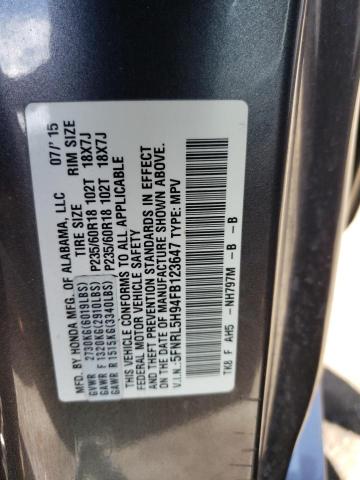 MFD. BY HONDA MFG. OF ALABAMA, LLC 07/'15
TIRE SIZE RIM SIZE
GVWR 2730KG(6019LBS)
GAWR F 1320KG(2910LBS) P235/60R18 102T 18X7J
GAWR R 1515KG(3340LBS) P235/60R18 102T 18X7J
THIS VEHICLE CONFORMS TO ALL APPLICABLE
FEDERAL MOTOR VEHICLE SAFETY
AND THEFT PREVENTION STANDARDS IN EFFECT
ON THE DATE OF MANUFACTURE SHOWN ABOVE.
V.I.N.:5FNRL5H94FB123647 TYPE: MPV
TK8 F AH5 -NH797M -B -B